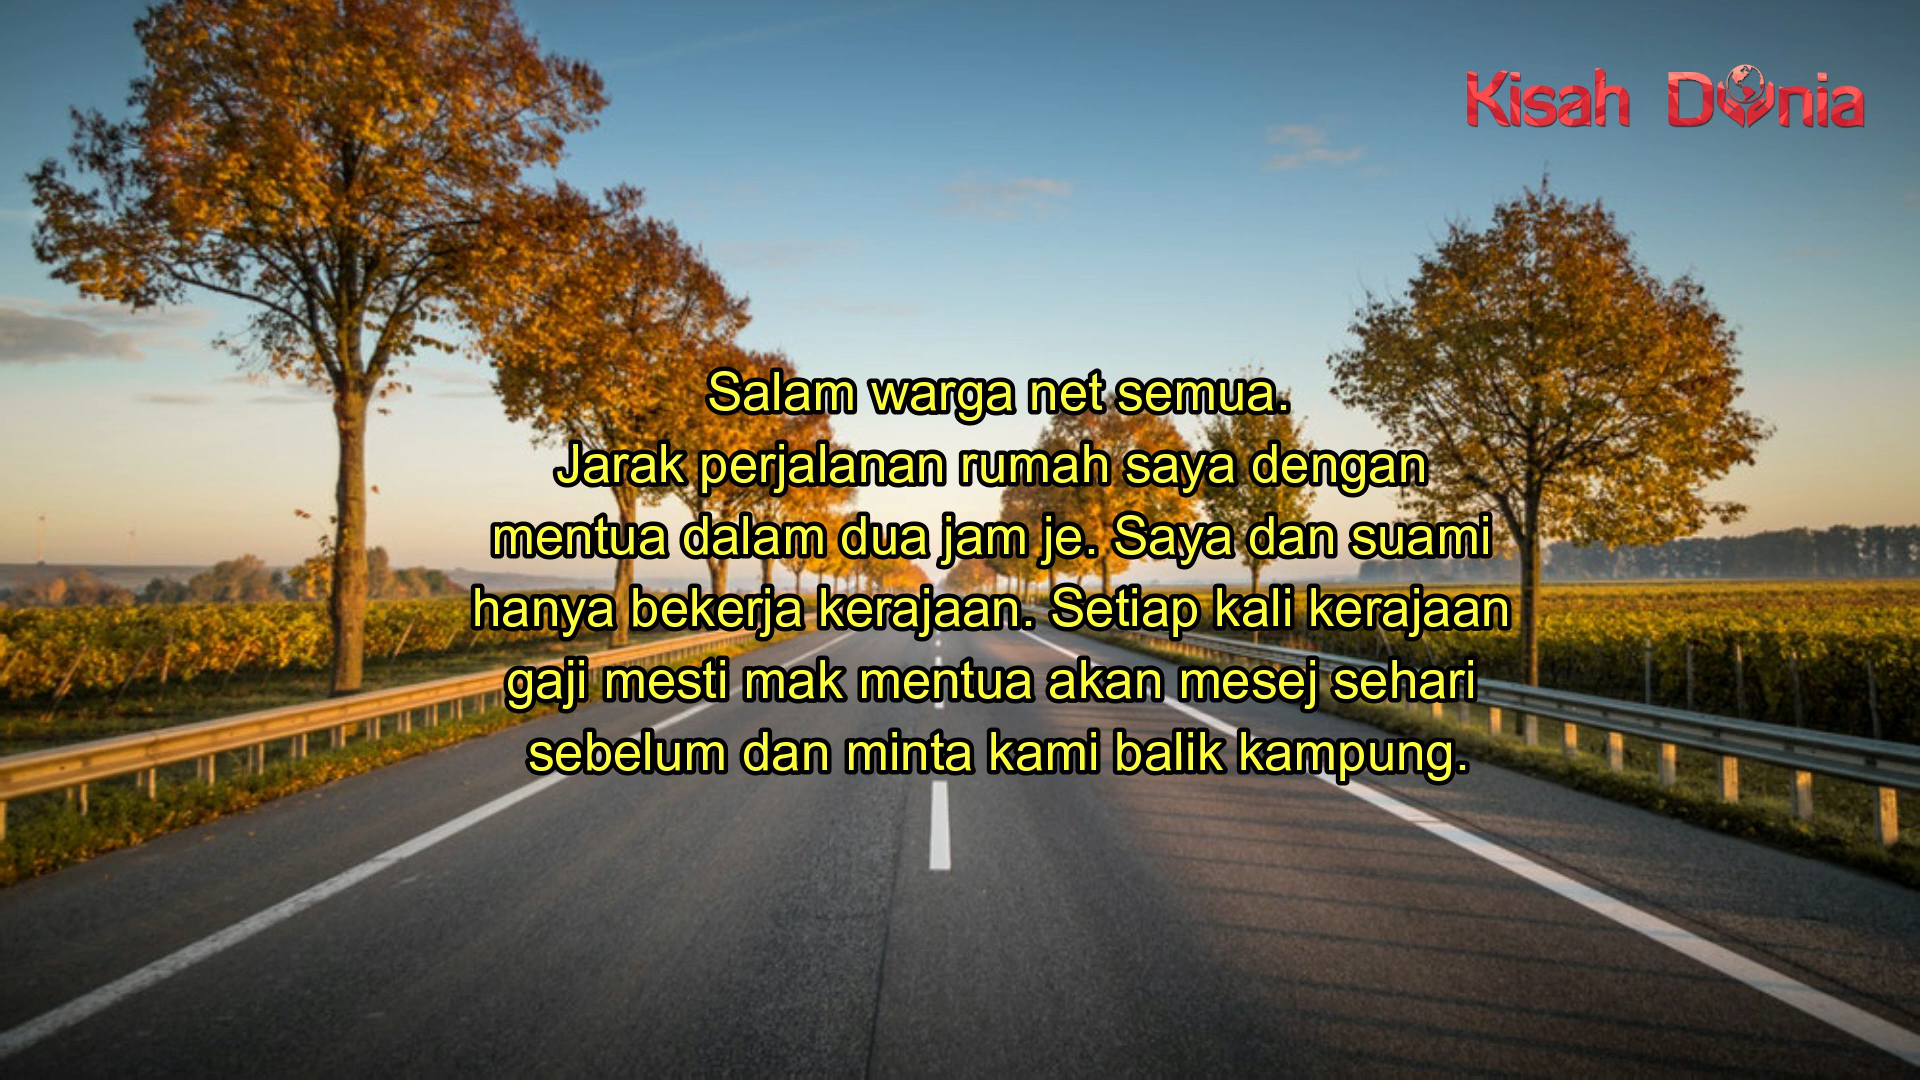 Kisah Dunia
Salam warga net semua.
Jarak perjalanan rumah saya dengan
mentua dalam dua jam je. Saya dan suami
hanya bekerja kerajaan. Setiap kali kerajaan
gaji mesti mak mentua akan mesej sehari
sebelum dan minta kami balik kampung.